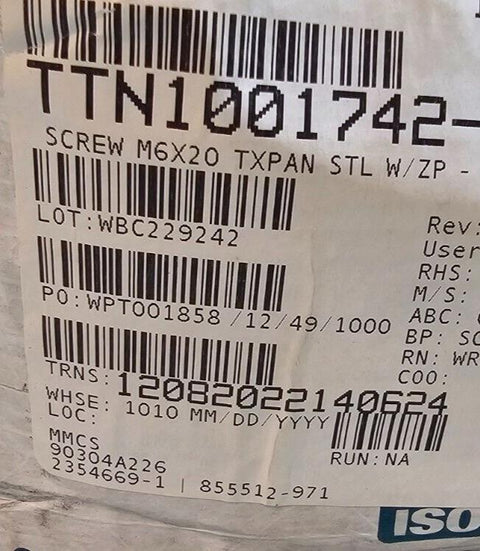 TTN1001742-
SCREW M6X20 TXPAN STL W/ZP -
LOT:WBC229242
PO:WPT001858 /12/49/1000
Rev:
User
RHS:
M/S:
ABC:
BP: SC
RN: WR
COO:
TRNS:12082022140624
WHSE: 1010 MM/DD/YYYY
LOC:
RUN:NA
MMCS
90304A226
2354669-1 | 855512-971
ISO